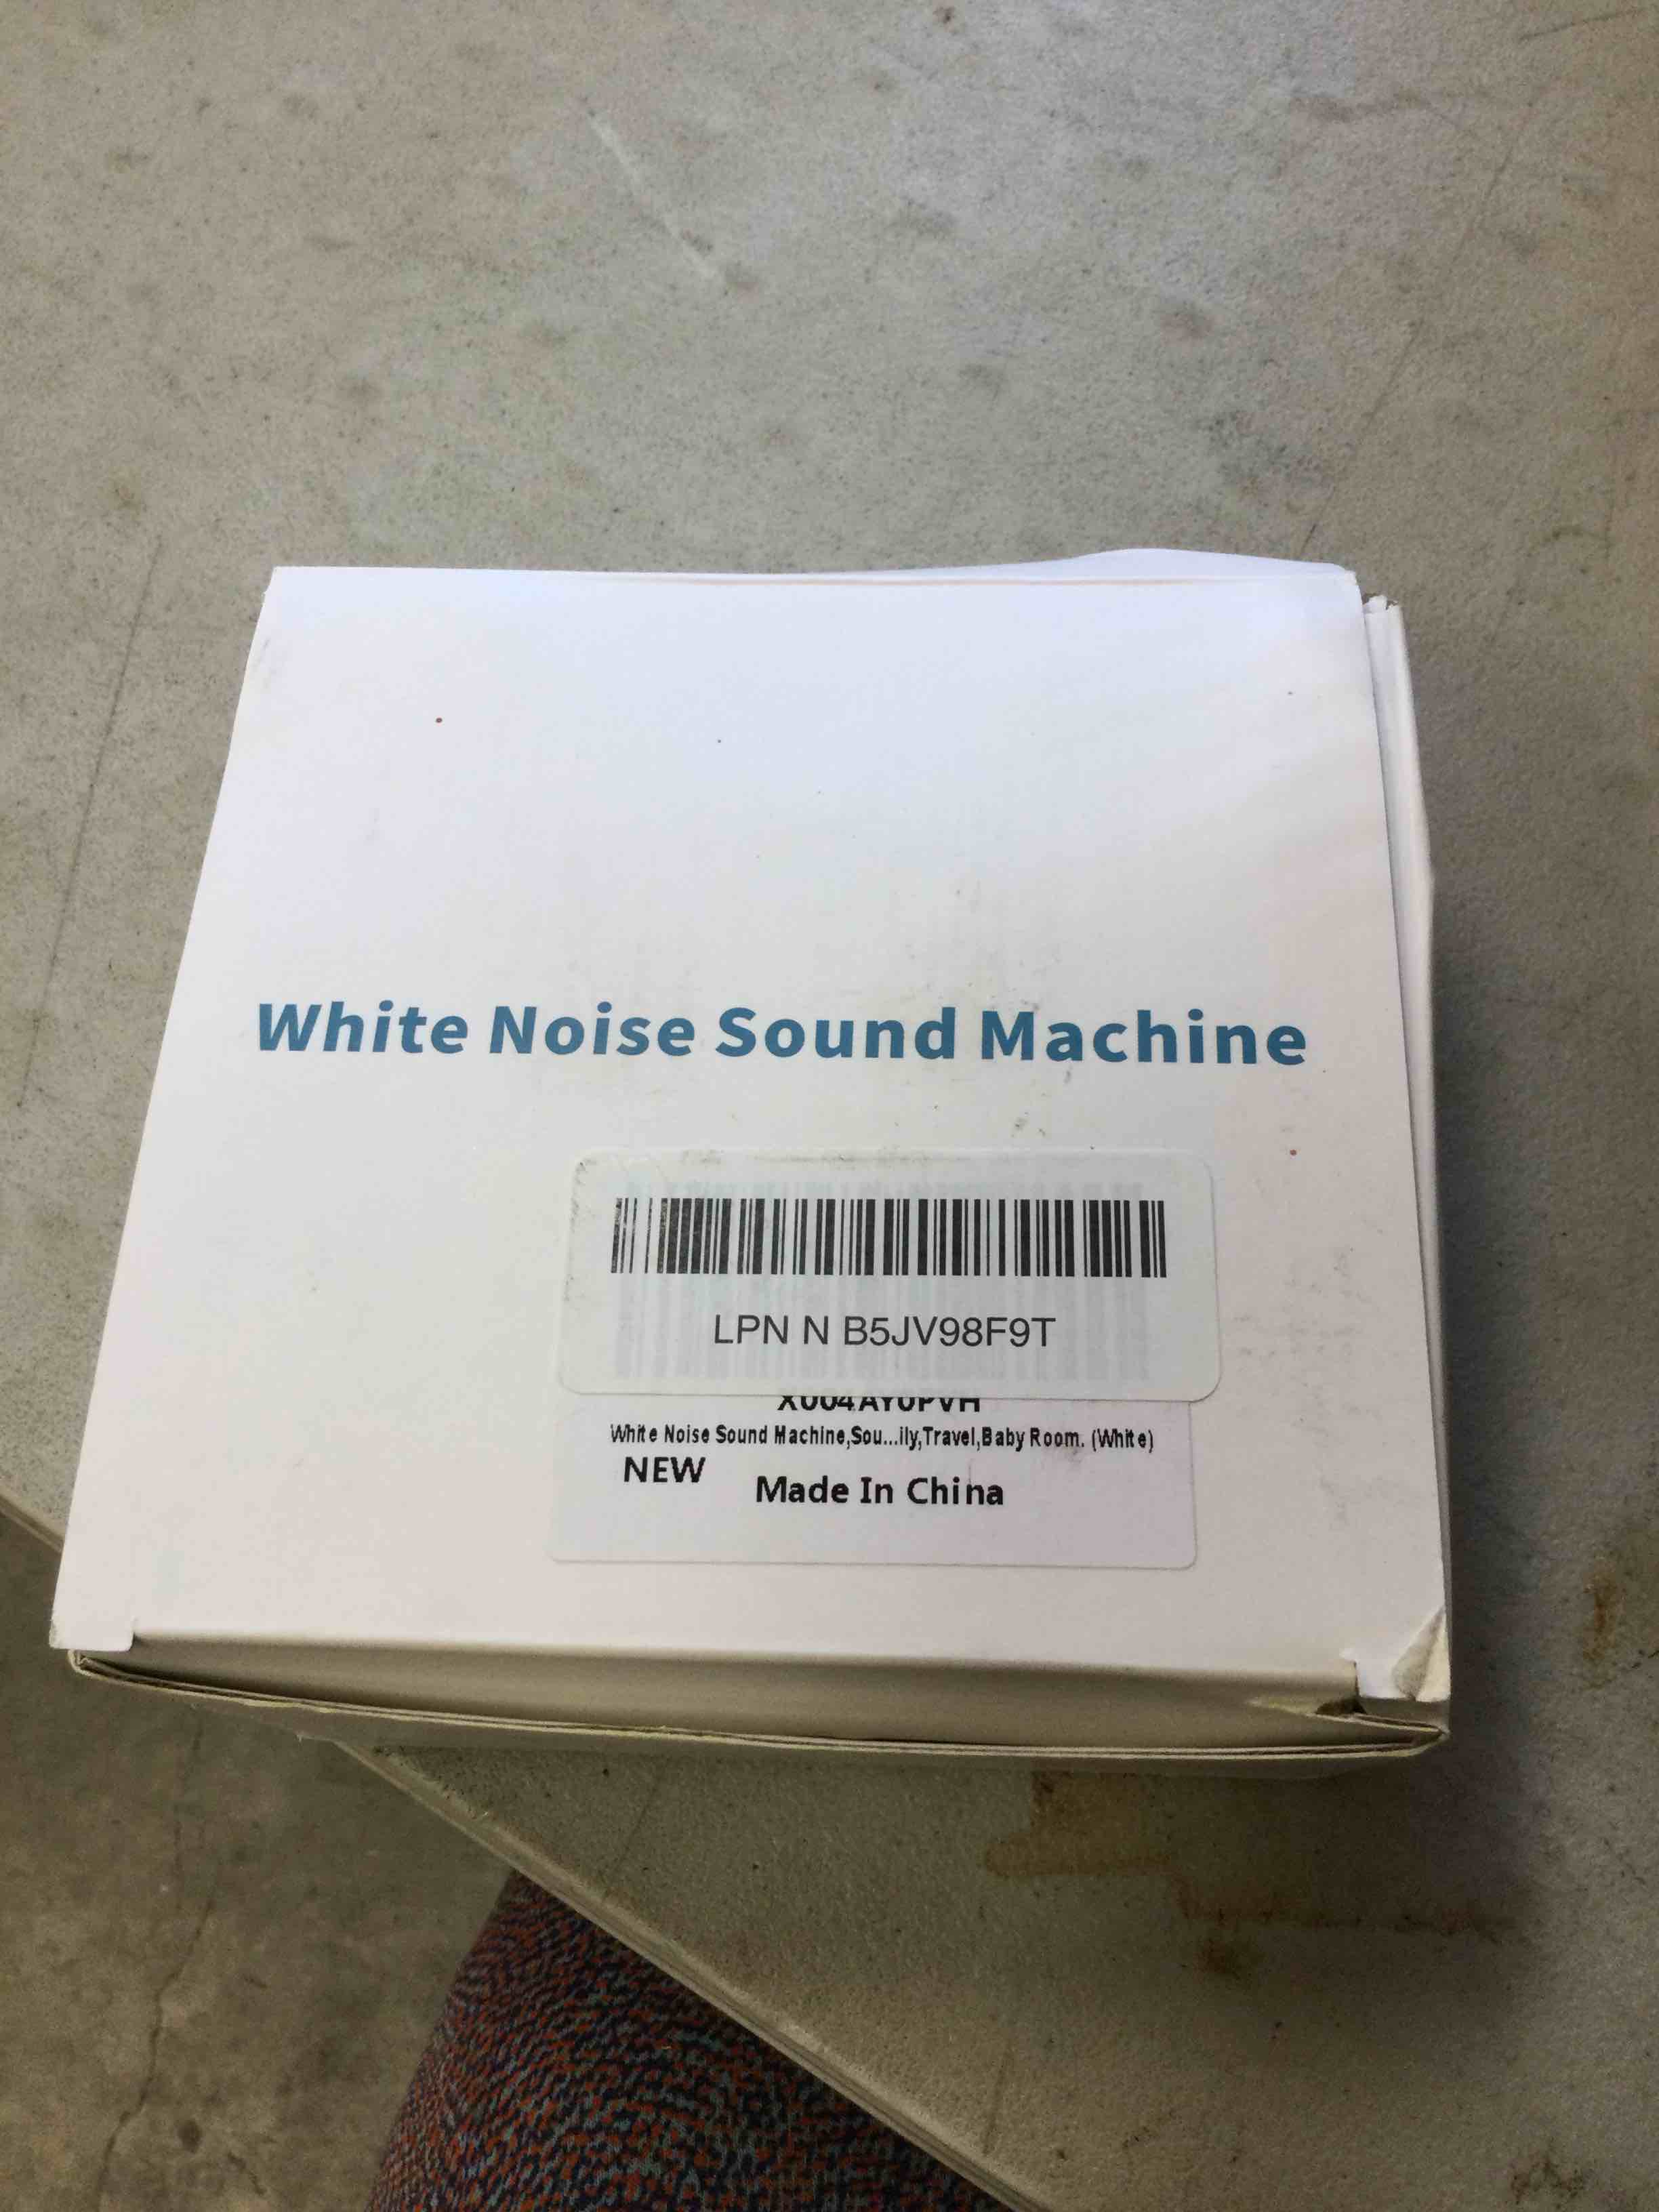 White Noise Sound Machine
LPN N B5JV98F9T
X004AY0PVH
White Noise Sound Machine,Sou...ily,Travel,Baby Room. (White)
NEW
Made In China